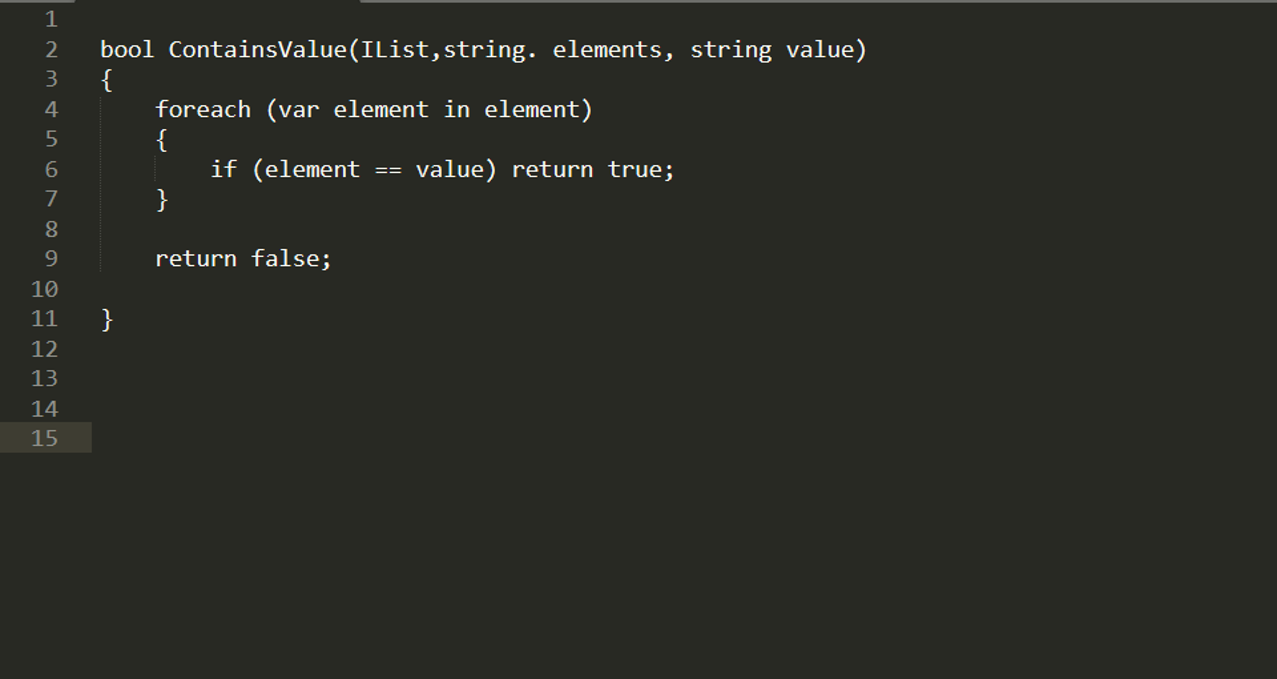 1
2 bool ContainsValue(IList,string. elements, string value)
3 {
4     foreach (var element in element)
5     {
6         if (element == value) return true;
7     }
8
9     return false;
10
11 }
12
13
14
15